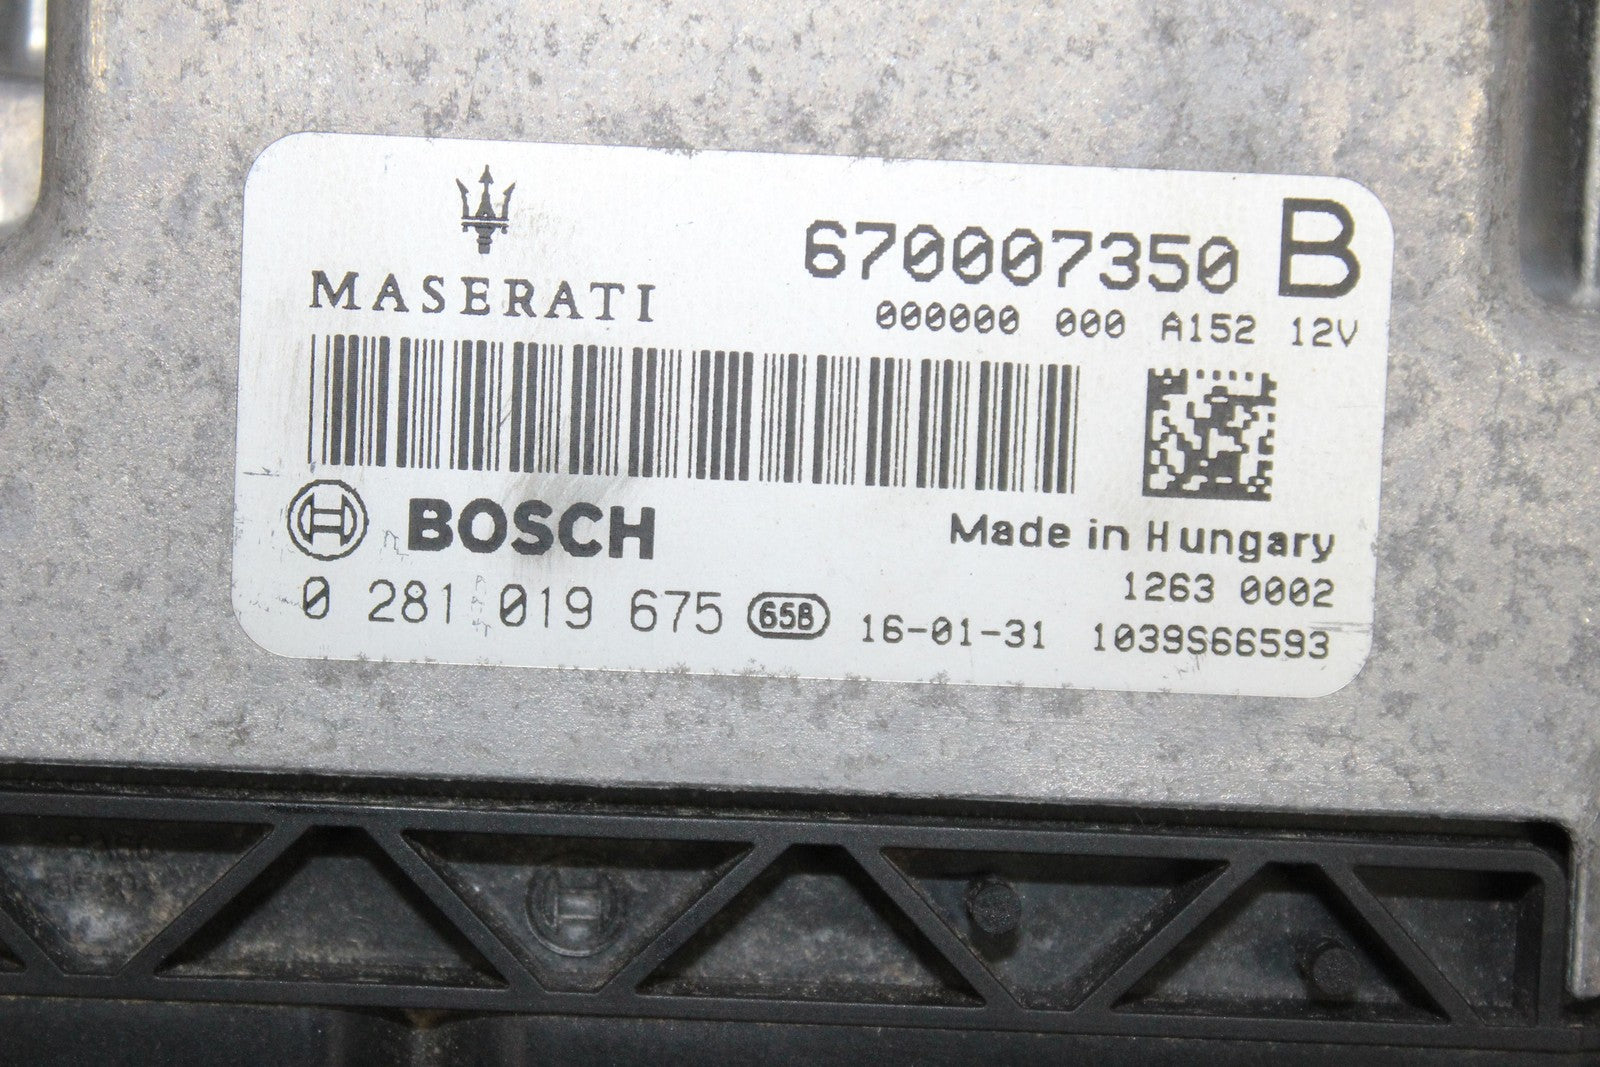 MASERATI
670007350 B
000000 000 A152 12V
BOSCH
Made in Hungary
1263 0002
0 281 019 675 658 16-01-31 1039S66593